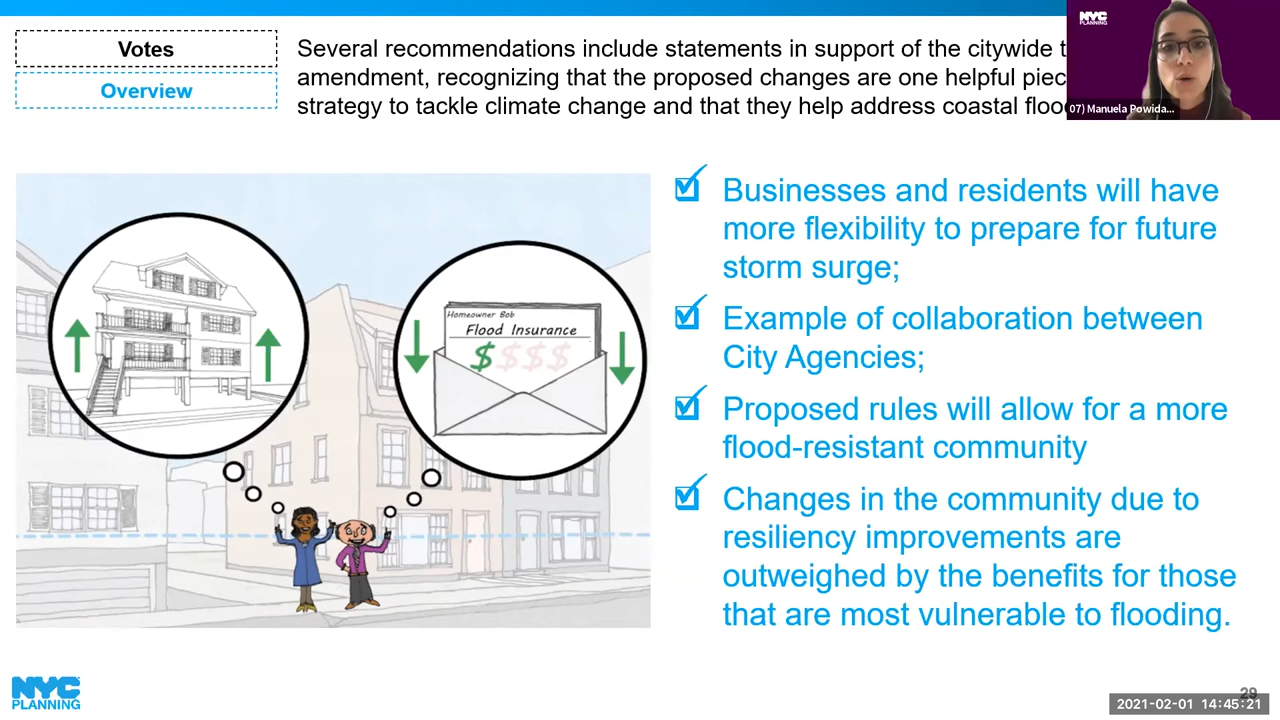 Votes
Overview
Several recommendations include statements in support of the citywide
amendment, recognizing that the proposed changes are one helpful
strategy to tackle climate change and that they help address coastal
NYC
PLANNING
07) Manuela Powida...
Businesses and residents will have
more flexibility to prepare for future
storm surge;
Example of collaboration between
City Agencies;
Proposed rules will allow for a more
flood-resistant community
Changes in the community due to
resiliency improvements are
outweighed by the benefits for those
that are most vulnerable to flooding.
Homeowner Bob
Flood Insurance
$$$$
NYC
PLANNING
29
2021-02-01 14:45:21